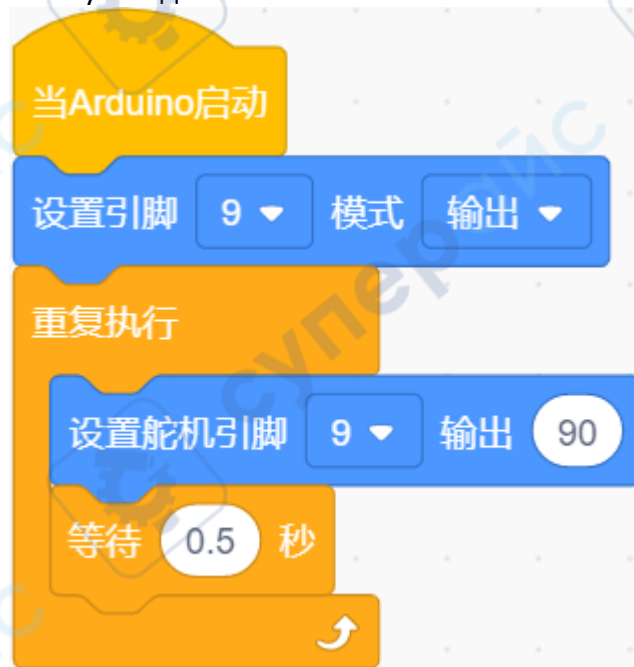 当Arduino启动
设置引脚 9 模式 输出
重复执行
设置舵机引脚 9 输出 90
等待 0.5 秒
супер айс